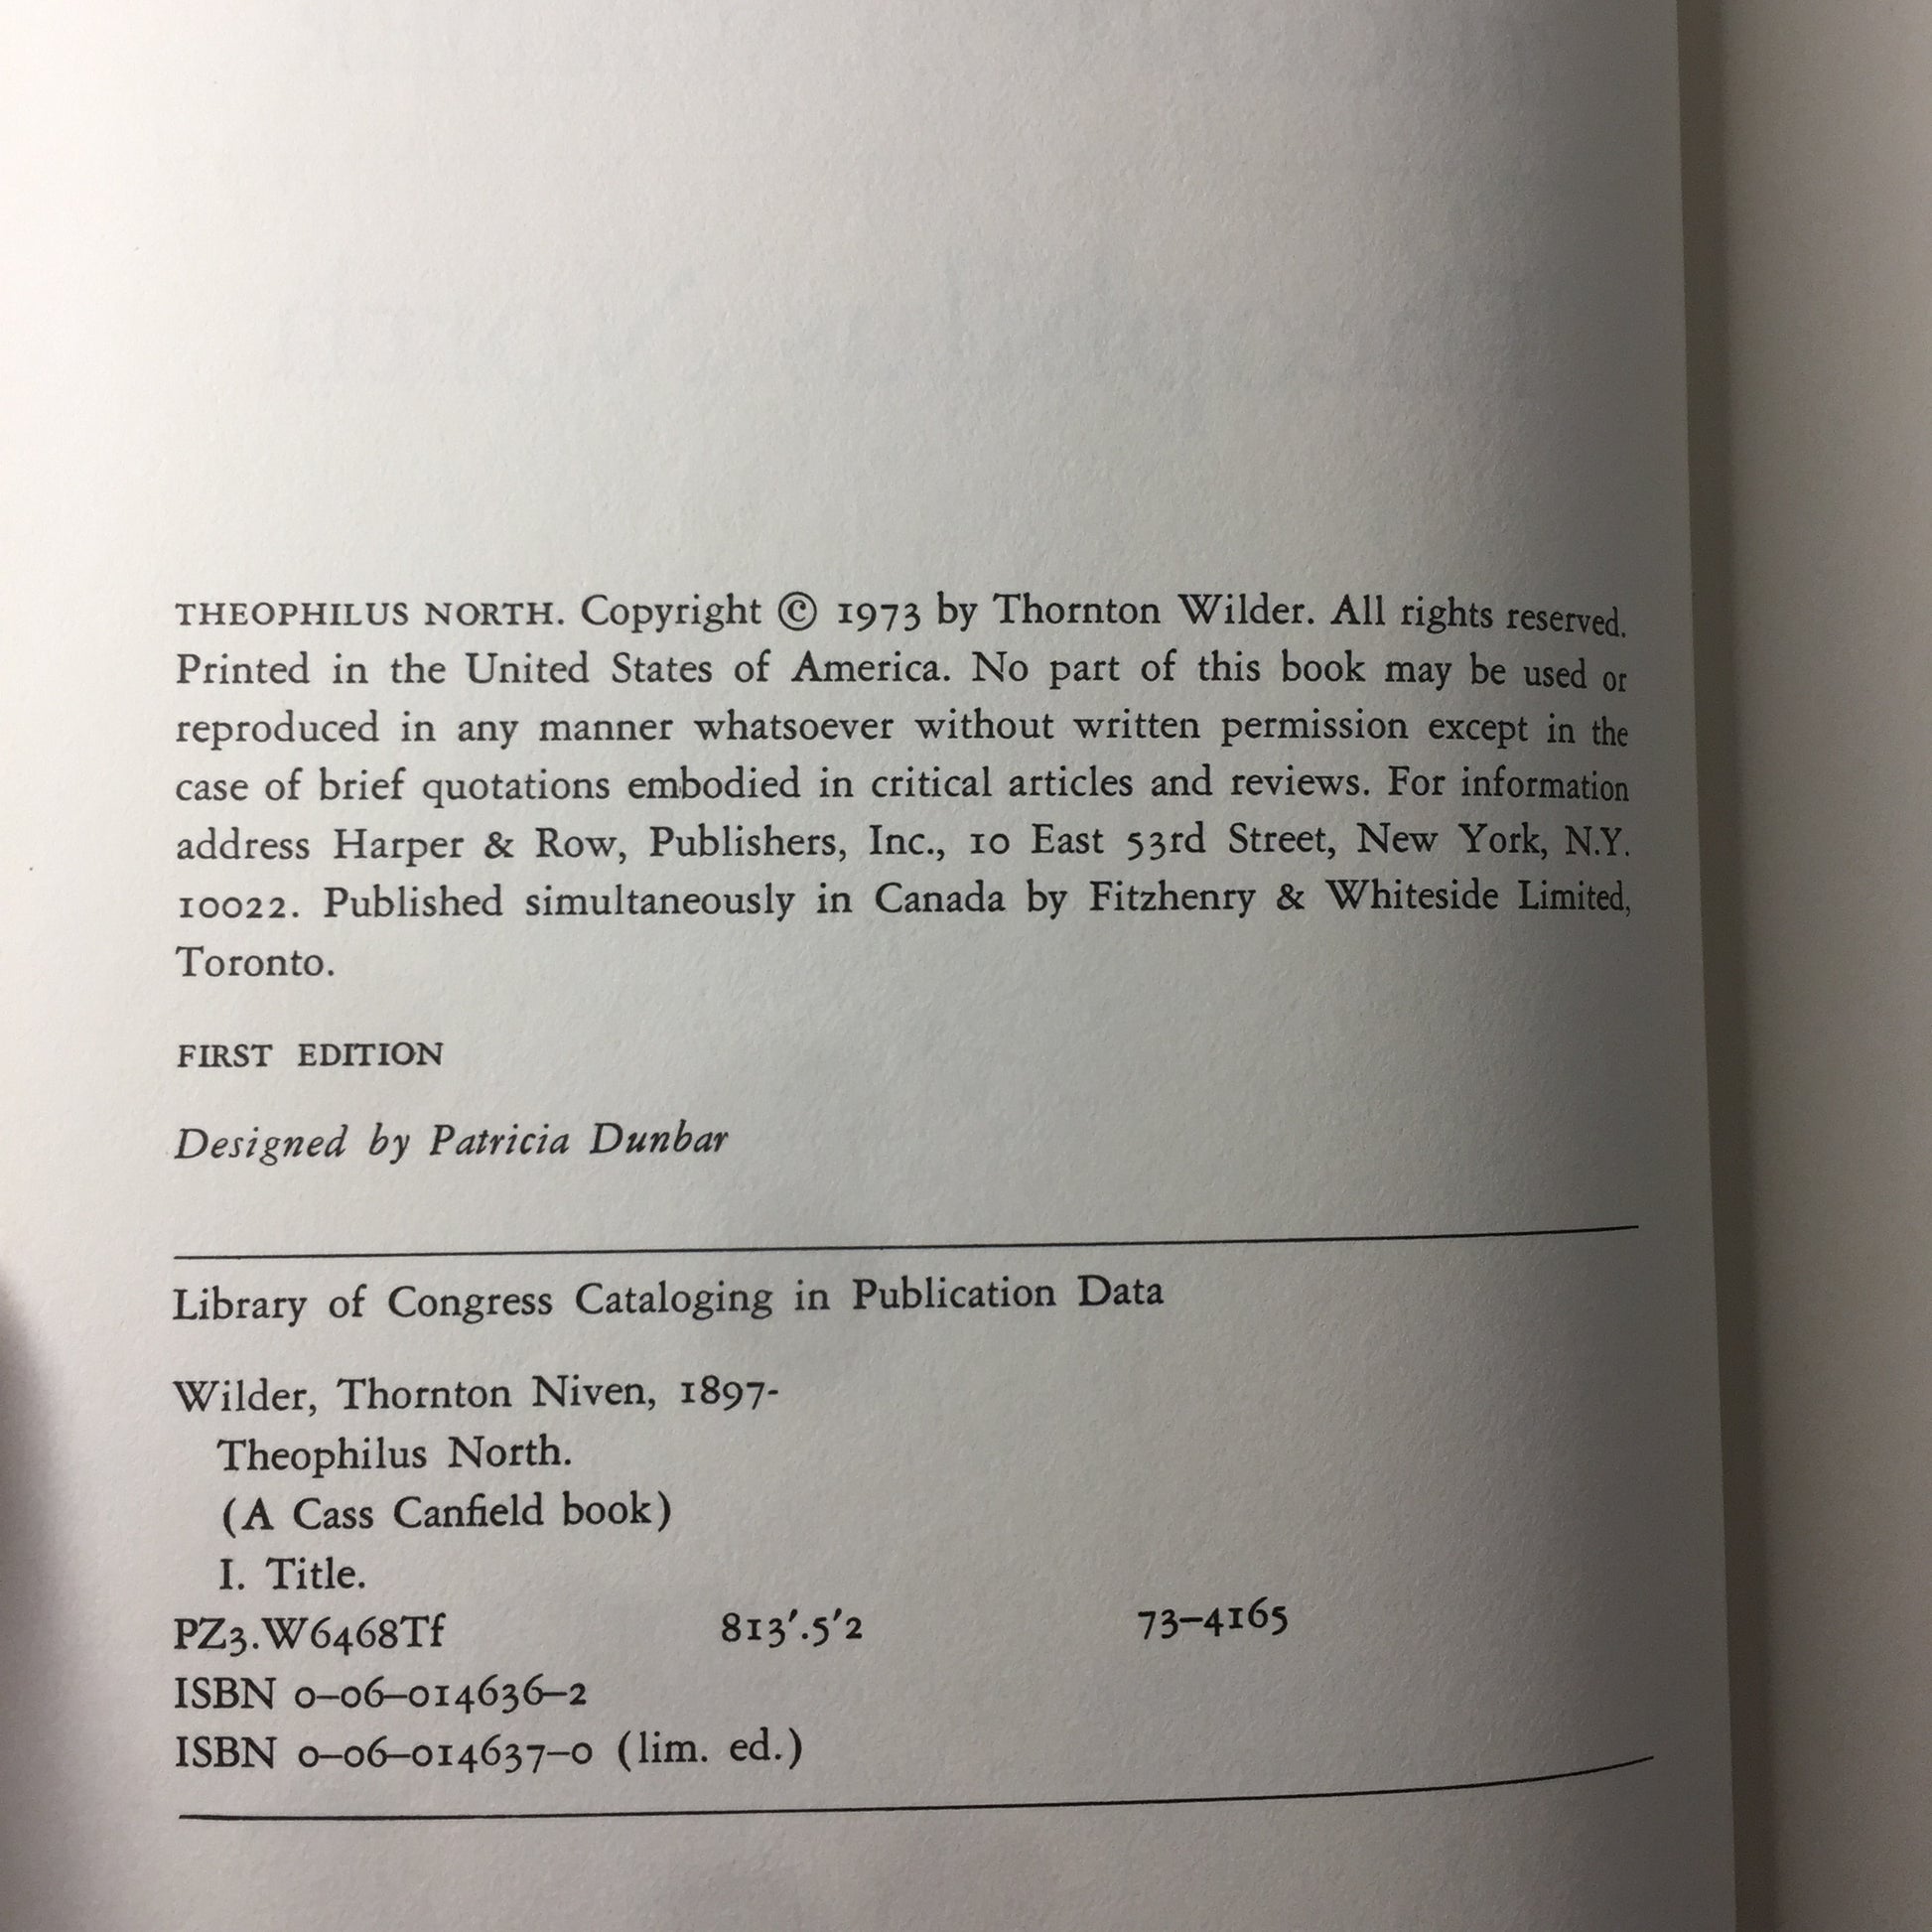 THEOPHILUS NORTH. Copyright © 1973 by Thornton Wilder. All rights reserved.
Printed in the United States of America. No part of this book may be used or
reproduced in any manner whatsoever without written permission except in the
case of brief quotations embodied in critical articles and reviews. For information
address Harper & Row, Publishers, Inc., 10 East 53rd Street, New York, N.Y.
10022. Published simultaneously in Canada by Fitzhenry & Whiteside Limited,
Toronto.
FIRST EDITION
Designed by Patricia Dunbar
Library of Congress Cataloging in Publication Data
Wilder, Thornton Niven, 1897-
Theophilus North.
(A Cass Canfield book)
I. Title.
PZ3.W6468Tf 813'.5'2 73–4165
ISBN 0–06–014636–2
ISBN 0–06–014637–0 (lim. ed.)